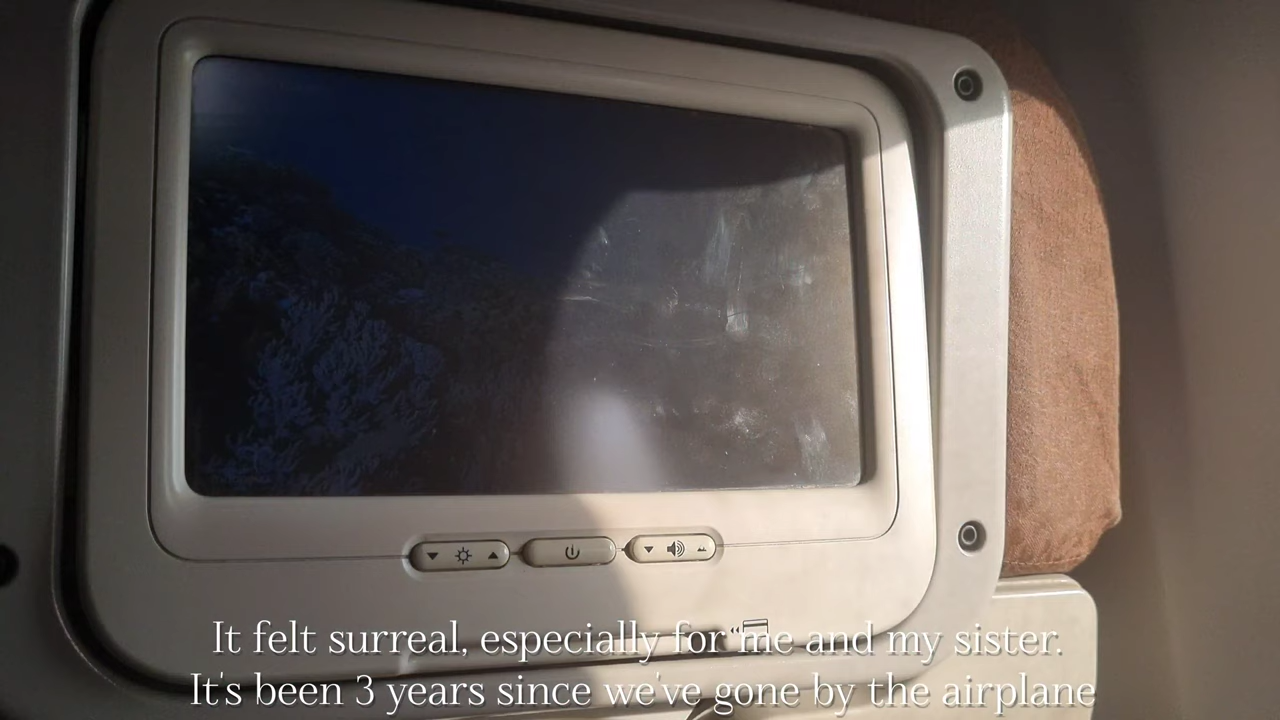 It felt surreal, especially for me and my sister.
It's been 3 years since we've gone by the airplane